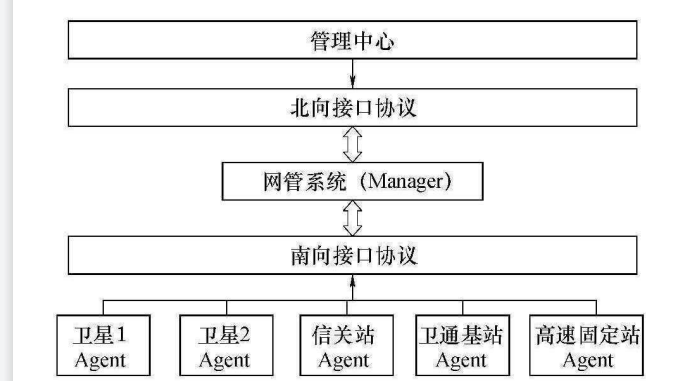 管理中心
北向接口协议
网管系统（Manager）
南向接口协议
卫星1
Agent
卫星2
Agent
信关站
Agent
卫通基站
Agent
高速固定站
Agent